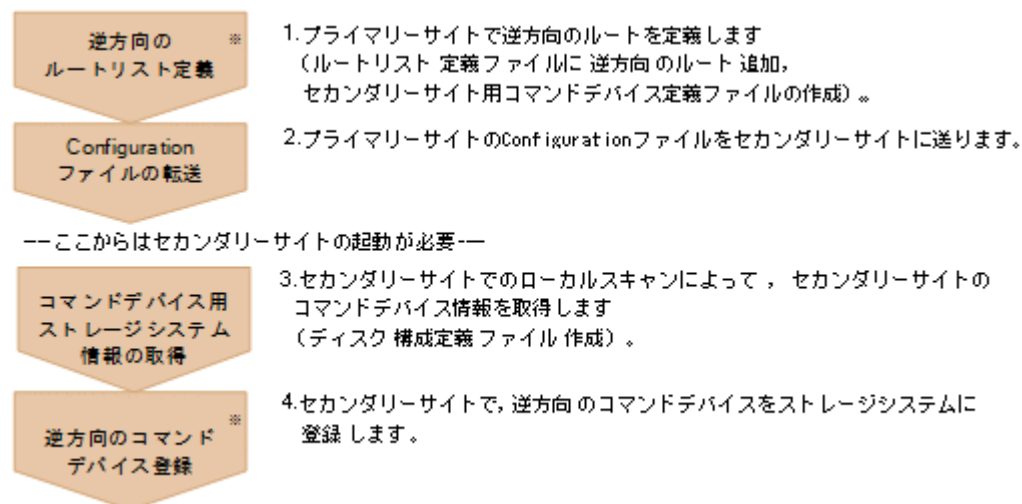 逆方向の ※
ルートリスト定義
1.プライマリーサイトで逆方向のルートを定義します
（ルートリスト 定義ファイルに 逆方向 のルート 追加，
セカンダリーサイト用コマンドデバイス定義ファイルの作成）。
Configuration
ファイルの転送
2.プライマリーサイトのConfigurationファイルをセカンダリーサイトに送ります。
--ここからはセカンダリーサイトの起動が必要--
コマンドデバイス用
ストレージシステム
情報の取得
3.セカンダリーサイトでのローカルスキャンによって， セカンダリーサイトの
コマンドデバイス情報を取得します
（ディスク 構成定義 ファイル 作成）．
逆方向のコマンド ※
デバイス登録
4.セカンダリーサイトで，逆方向 のコマンドデバイスをストレージシステムに
登録 します。